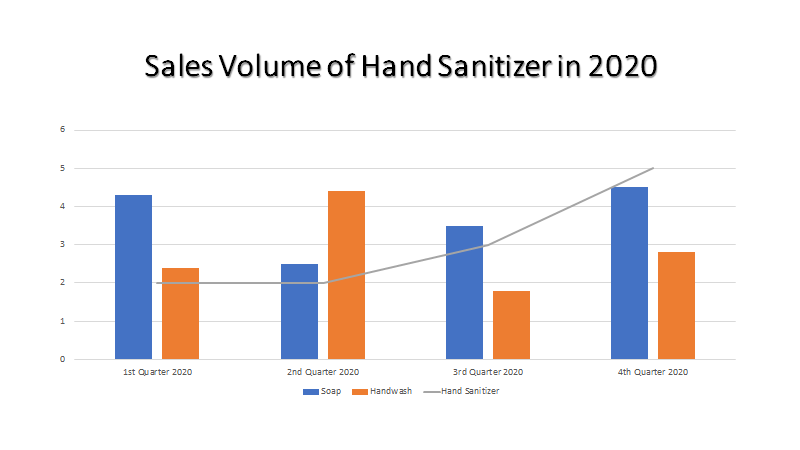 Sales Volume of Hand Sanitizer in 2020
6
5
4
3
2
1
0
1st Quarter 2020 2nd Quarter 2020 3rd Quarter 2020 4th Quarter 2020
Soap Handwash Hand Sanitizer